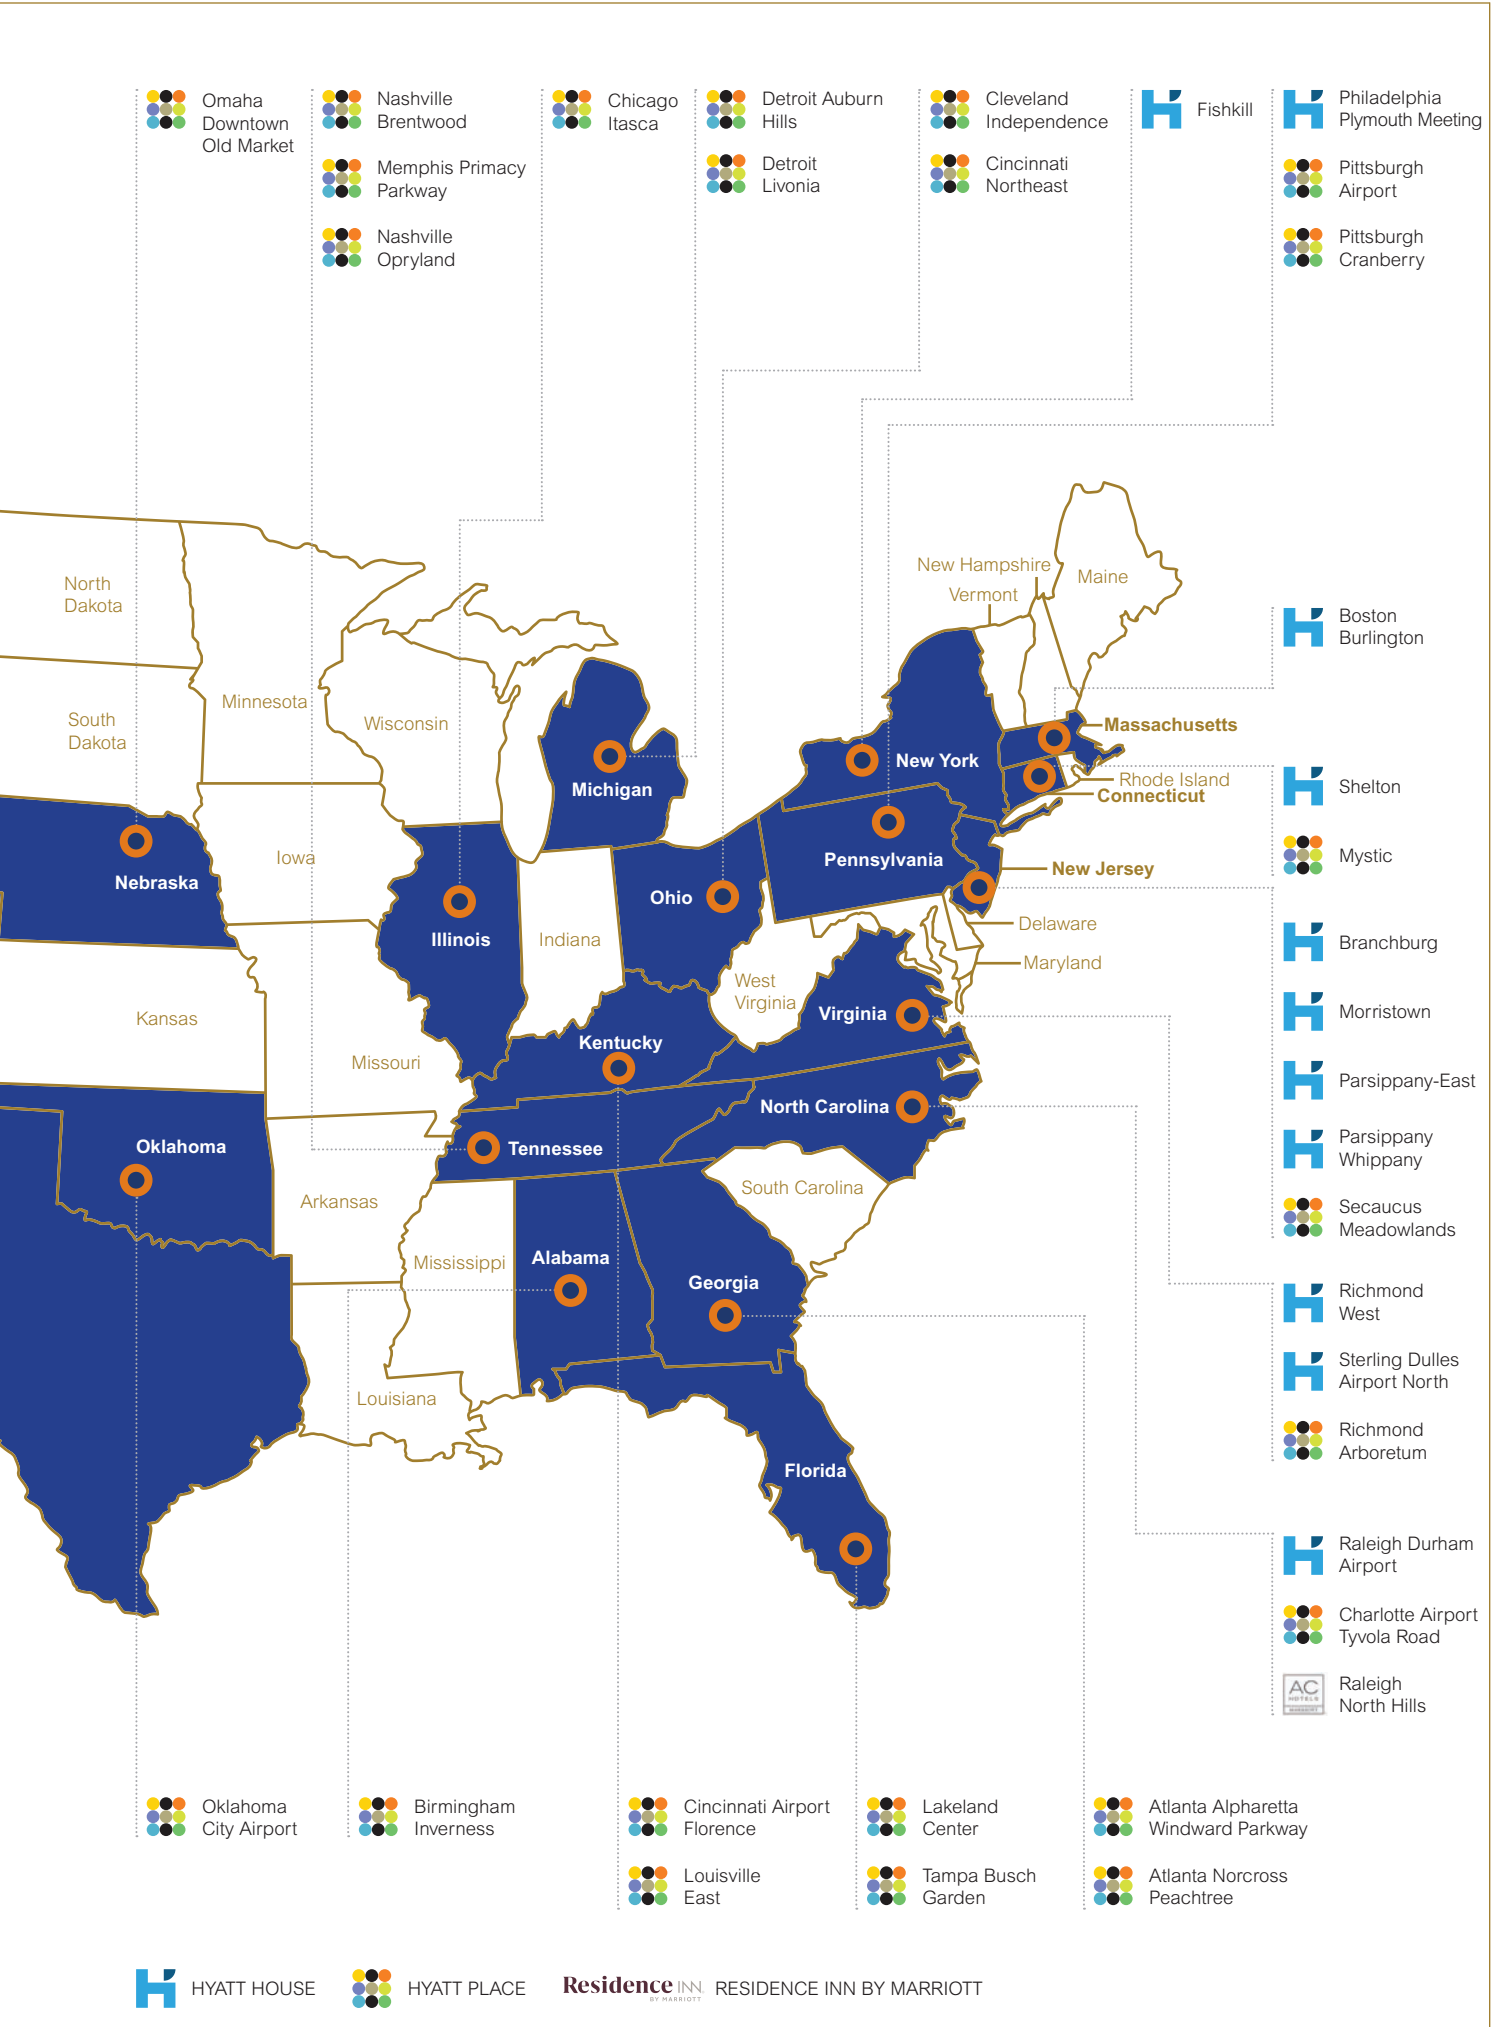 Omaha
Downtown
Old Market
Nashville
Brentwood
Memphis Primacy
Parkway
Nashville
Opryland
Chicago
Itasca
Detroit Auburn
Hills
Detroit
Livonia
Cleveland
Independence
Cincinnati
Northeast
Fishkill
Philadelphia
Plymouth Meeting
Pittsburgh
Airport
Pittsburgh
Cranberry
North
Dakota
South
Dakota
Minnesota
Wisconsin
Michigan
New Hampshire
Vermont
Maine
Massachusetts
New York
Rhode Island
Connecticut
Pennsylvania
New Jersey
Nebraska
Iowa
Illinois
Indiana
Ohio
Delaware
Maryland
West
Virginia
Virginia
Kansas
Missouri
Kentucky
North Carolina
Oklahoma
Tennessee
Arkansas
South Carolina
Mississippi
Alabama
Georgia
Louisiana
Florida
Boston
Burlington
Shelton
Mystic
Branchburg
Morristown
Parsippany-East
Parsippany
Whippany
Secaucus
Meadowlands
Richmond
West
Sterling Dulles
Airport North
Richmond
Arboretum
Raleigh Durham
Airport
Charlotte Airport
Tyvola Road
AC
HOTELS
MARRIOTT
Raleigh
North Hills
Oklahoma
City Airport
Birmingham
Inverness
Cincinnati Airport
Florence
Louisville
East
Lakeland
Center
Tampa Busch
Garden
Atlanta Alpharetta
Windward Parkway
Atlanta Norcross
Peachtree
HYATT HOUSE
HYATT PLACE
Residence INN.
BY MARRIOTT
RESIDENCE INN BY MARRIOTT